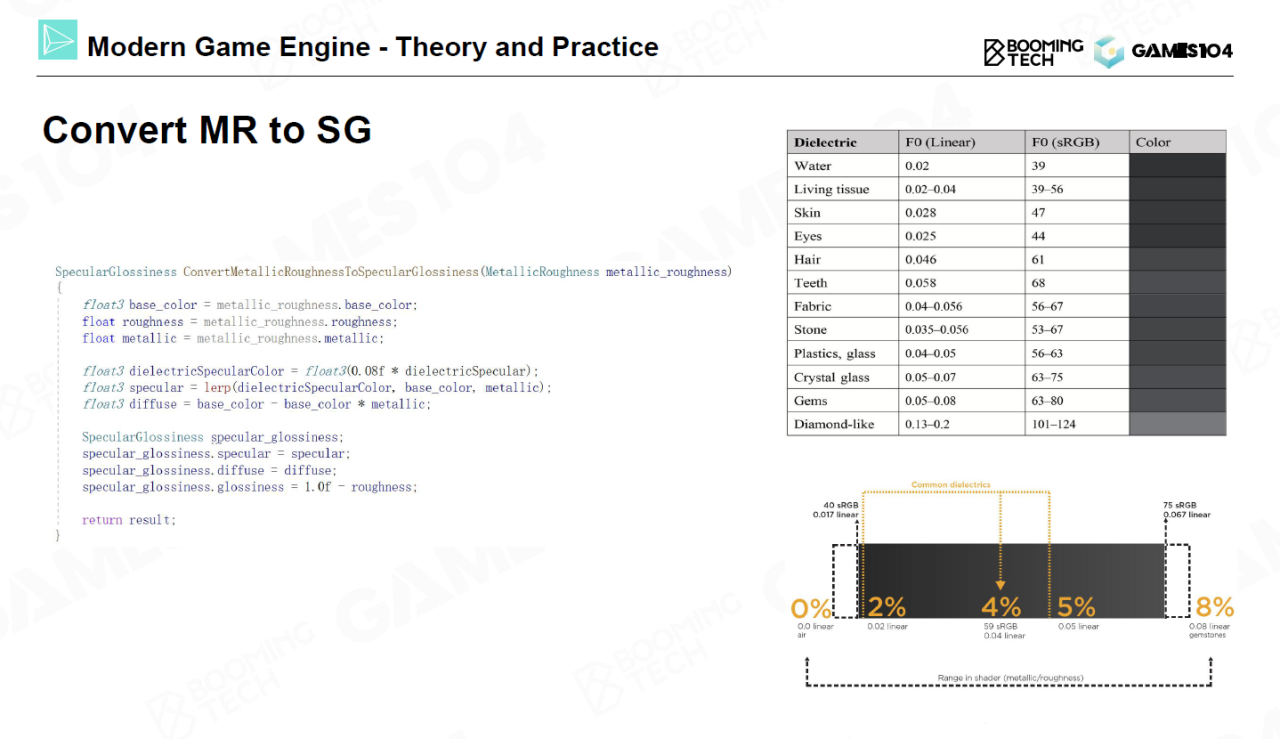 Modern Game Engine - Theory and Practice
BOOMING
TECH
GAMES104
Convert MR to SG
SpecularGlossiness ConvertMetallicRoughnessToSpecularGlossiness(MetallicRoughness metallic_roughness)
{
float3 base_color = metallic_roughness.base_color;
float roughness = metallic_roughness.roughness;
float metallic = metallic_roughness.metallic;
float3 dielectricSpecularColor = float3(0.08f * dielectricSpecular);
float3 specular = lerp(dielectricSpecularColor, base_color, metallic);
float3 diffuse = base_color - base_color * metallic;
SpecularGlossiness specular_glossiness;
specular_glossiness.specular = specular;
specular_glossiness.diffuse = diffuse;
specular_glossiness.glossiness = 1.0f - roughness;
return result;
}
Dielectric F0 (Linear) F0 (sRGB) Color
Water 0.02 39
Living tissue 0.02–0.04 39–56
Skin 0.028 47
Eyes 0.025 44
Hair 0.046 61
Teeth 0.058 68
Fabric 0.04–0.056 56–67
Stone 0.035–0.056 53–67
Plastics, glass 0.04–0.05 56–63
Crystal glass 0.05–0.07 63–75
Gems 0.05–0.08 63–80
Diamond-like 0.13–0.2 101–124
Common dielectrics
40 sRGB 75 sRGB
0.017 linear 0.067 linear
0% 2% 4% 5% 8%
0.0 linear 0.02 linear 59 sRGB 0.05 linear 0.08 linear
air 0.04 linear gemstones
Range in shader (metallic/roughness)